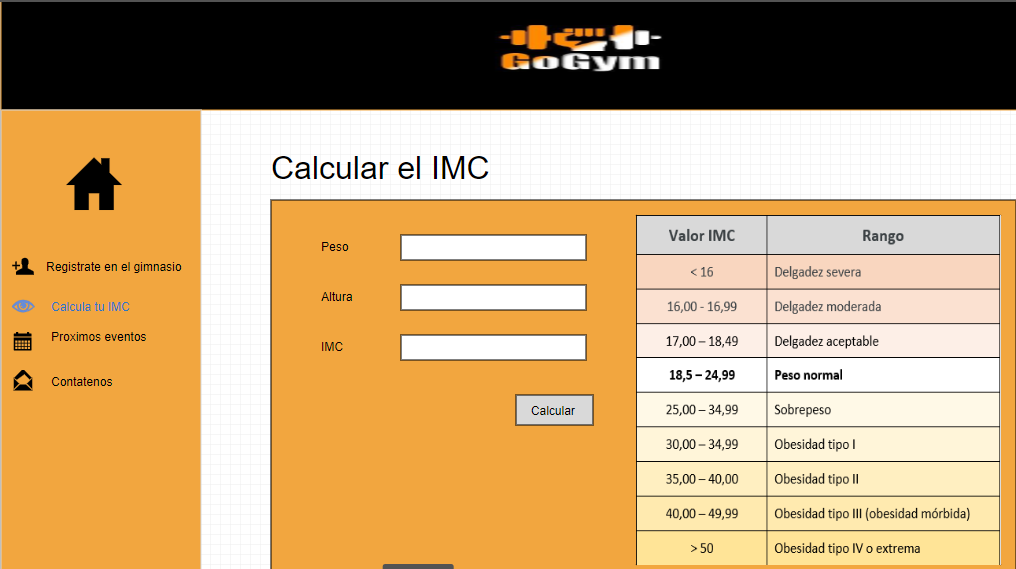 GoGym
Calcular el IMC
Registrate en el gimnasio
Calcula tu IMC
Proximos eventos
Contatenos
Peso
Altura
IMC
Calcular
Valor IMC Rango
< 16 Delgadez severa
16,00 - 16,99 Delgadez moderada
17,00 – 18,49 Delgadez aceptable
18,5 – 24,99 Peso normal
25,00 – 34,99 Sobrepeso
30,00 – 34,99 Obesidad tipo I
35,00 – 40,00 Obesidad tipo II
40,00 – 49,99 Obesidad tipo III (obesidad mórbida)
> 50 Obesidad tipo IV o extrema